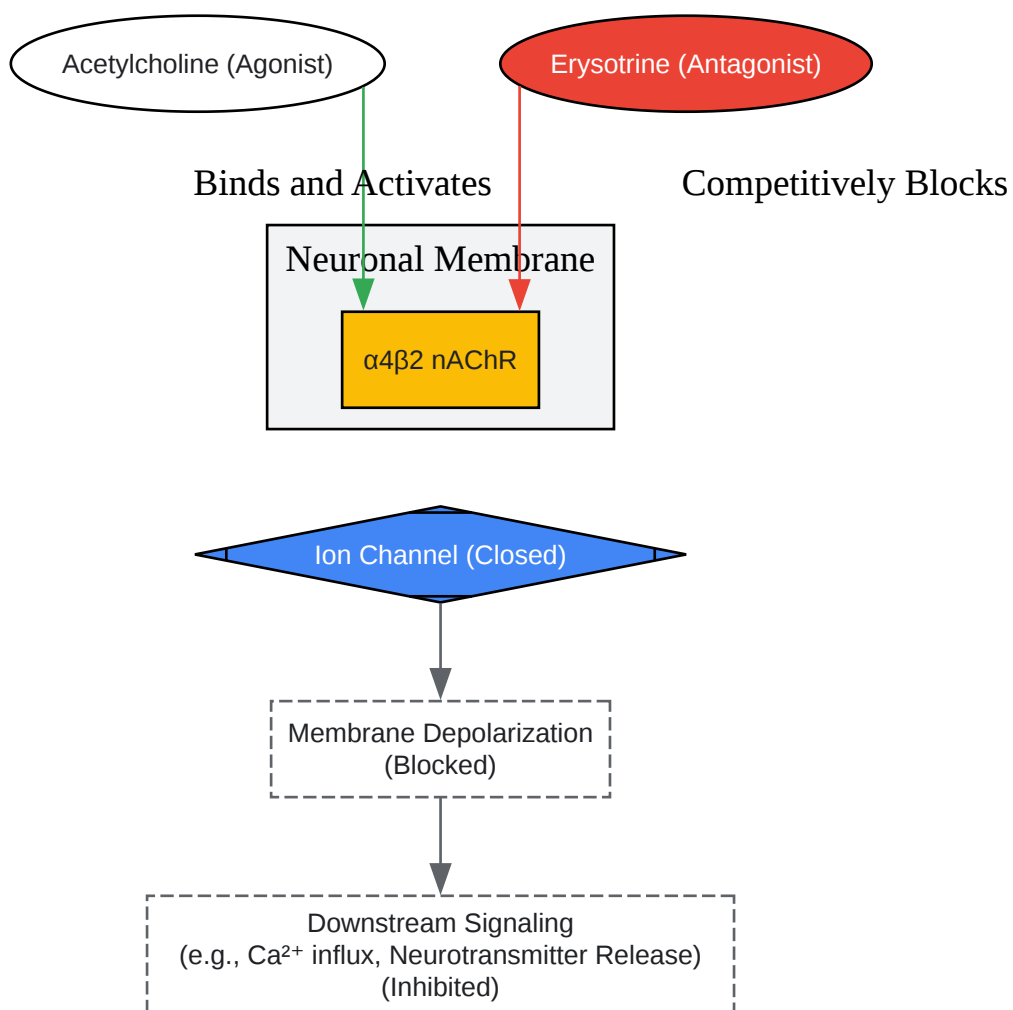 Acetylcholine (Agonist)
Erysotrine (Antagonist)
Binds and Activates
Competitively Blocks
Neuronal Membrane
α4β2 nAChR
Ion Channel (Closed)
Membrane Depolarization
(Blocked)
Downstream Signaling
(e.g., Ca²⁺ influx, Neurotransmitter Release)
(Inhibited)